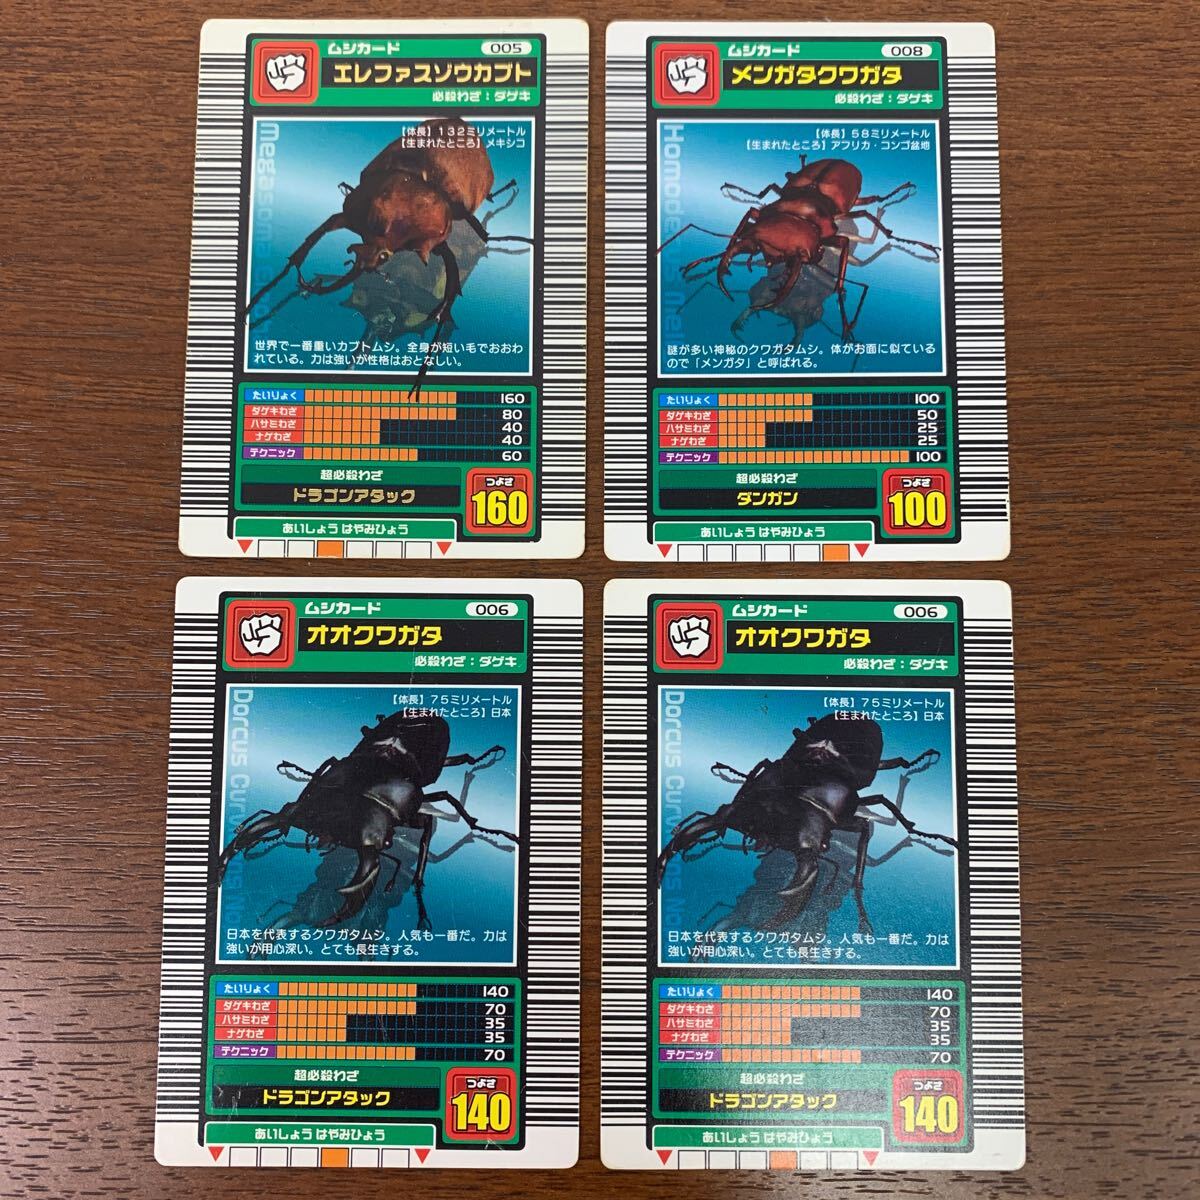 ムシカード 005
エレファスゾウカブト
必殺わざ：ダゲキ
【体長】132ミリメートル
【生まれたところ】メキシコ
世界で一番重いカブトムシ。全身が短い毛でおおわ
れている。力は強いが性格はおとなしい。
たいりょく 160
ダゲキわざ 80
ハサミわざ 40
ナゲわざ 40
テクニック 60
超必殺わざ
ドラゴンアタック
つよさ
160
あいしょうはやみひょう
ムシカード 008
メンガタクワガタ
必殺わざ：ダゲキ
【体長】58ミリメートル
【生まれたところ】アフリカ・コンゴ盆地
謎が多い神秘のクワガタムシ。体がお面に似ている
ので「メンガタ」と呼ばれる。
たいりょく 100
ダゲキわざ 50
ハサミわざ 25
ナゲわざ 25
テクニック 100
超必殺わざ
ダンガン
つよさ
100
あいしょうはやみひょう
ムシカード 006
オオクワガタ
必殺わざ：ダゲキ
【体長】75ミリメートル
【生まれたところ】日本
Dorcus
日本を代表するクワガタムシ。人気も一番だ。力は
強いが用心深い。とても長生きする。
たいりょく 140
ダゲキわざ 70
ハサミわざ 35
ナゲわざ 35
テクニック 70
超必殺わざ
ドラゴンアタック
つよさ
140
あいしょうはやみひょう
ムシカード 006
オオクワガタ
必殺わざ：ダゲキ
【体長】75ミリメートル
【生まれたところ】日本
Dorcus
日本を代表するクワガタムシ。人気も一番だ。力は
強いが用心深い。とても長生きする。
たいりょく 140
ダゲキわざ 70
ハサミわざ 35
ナゲわざ 35
テクニック 70
超必殺わざ
ドラゴンアタック
つよさ
140
あいしょうはやみひょう